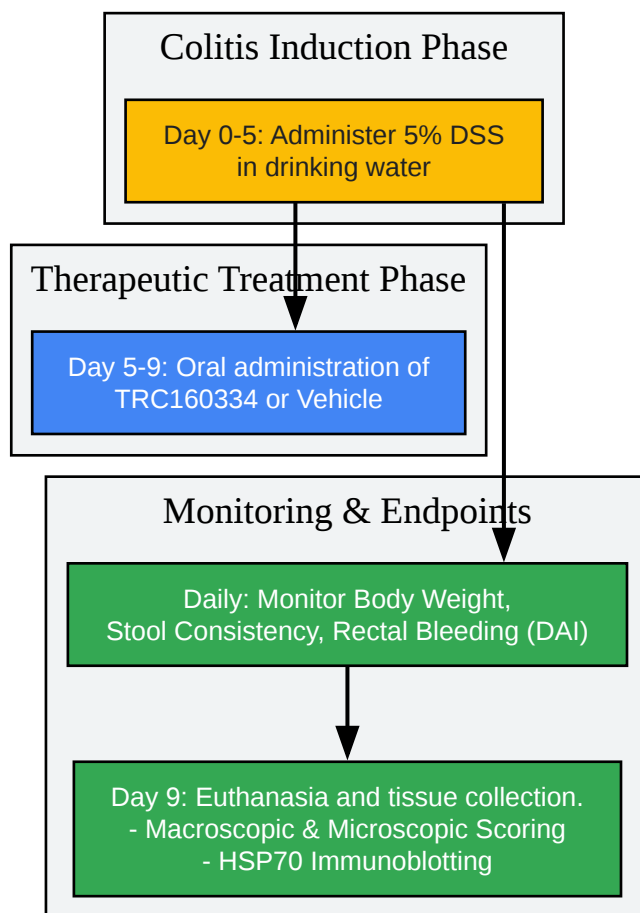 Colitis Induction Phase
Day 0-5: Administer 5% DSS
in drinking water
Therapeutic Treatment Phase
Day 5-9: Oral administration of
TRC160334 or Vehicle
Monitoring & Endpoints
Daily: Monitor Body Weight,
Stool Consistency, Rectal Bleeding (DAI)
Day 9: Euthanasia and tissue collection.
- Macroscopic & Microscopic Scoring
- HSP70 Immunoblotting